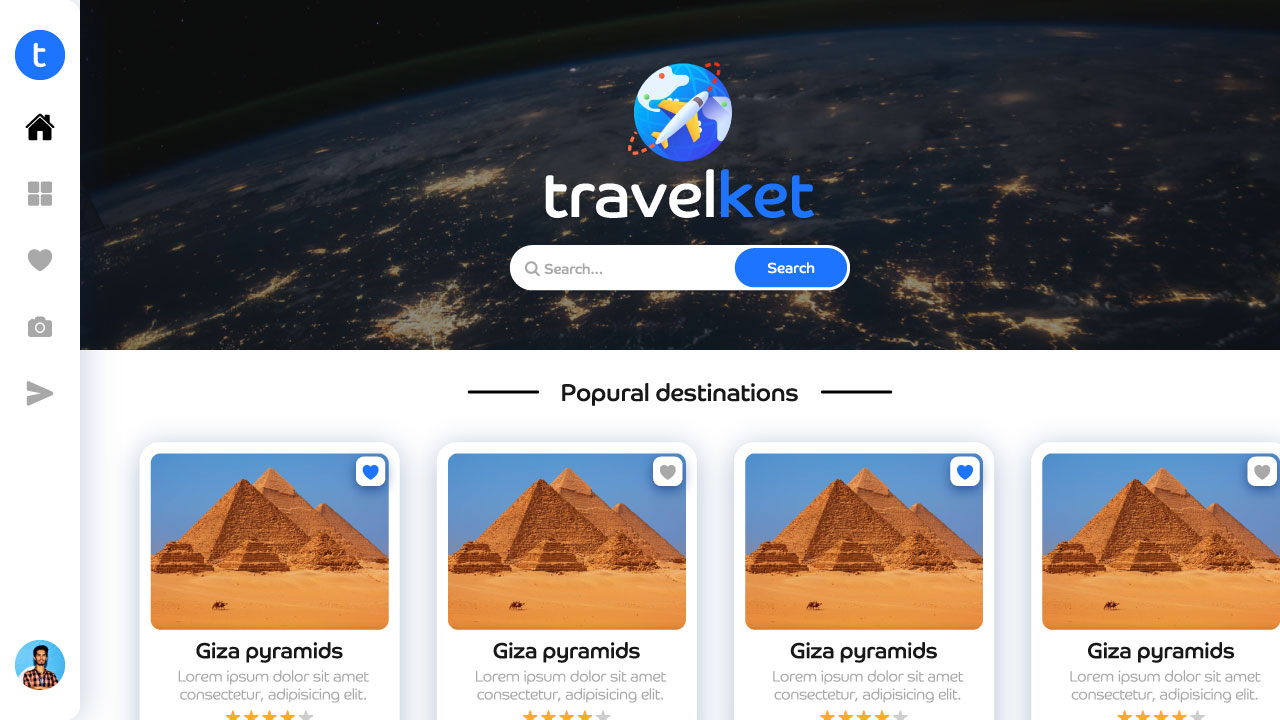 t
travelket
Search...
Search
Popural destinations
Giza pyramids
Lorem ipsum dolor sit amet
consectetur, adipisicing elit.
Giza pyramids
Lorem ipsum dolor sit amet
consectetur, adipisicing elit.
Giza pyramids
Lorem ipsum dolor sit amet
consectetur, adipisicing elit.
Giza pyramids
Lorem ipsum dolor sit amet
consectetur, adipisicing elit.